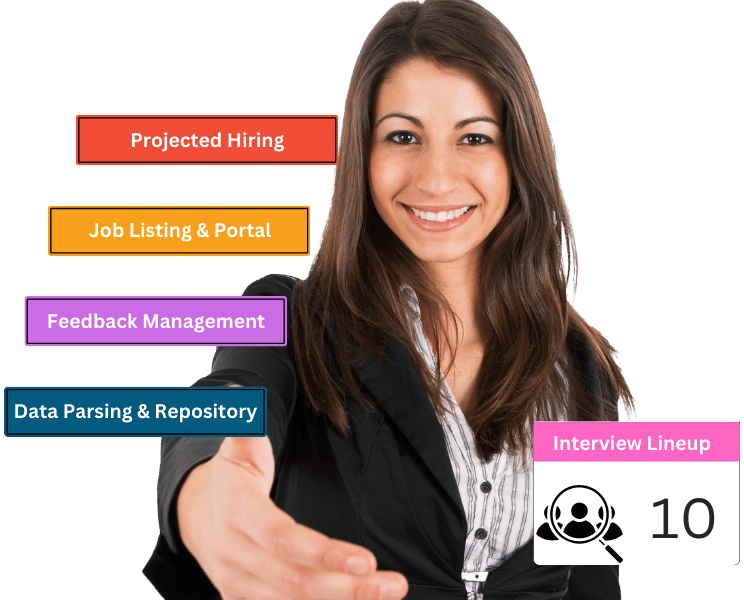 Projected Hiring
Job Listing & Portal
Feedback Management
Data Parsing & Repository
Interview Lineup
10